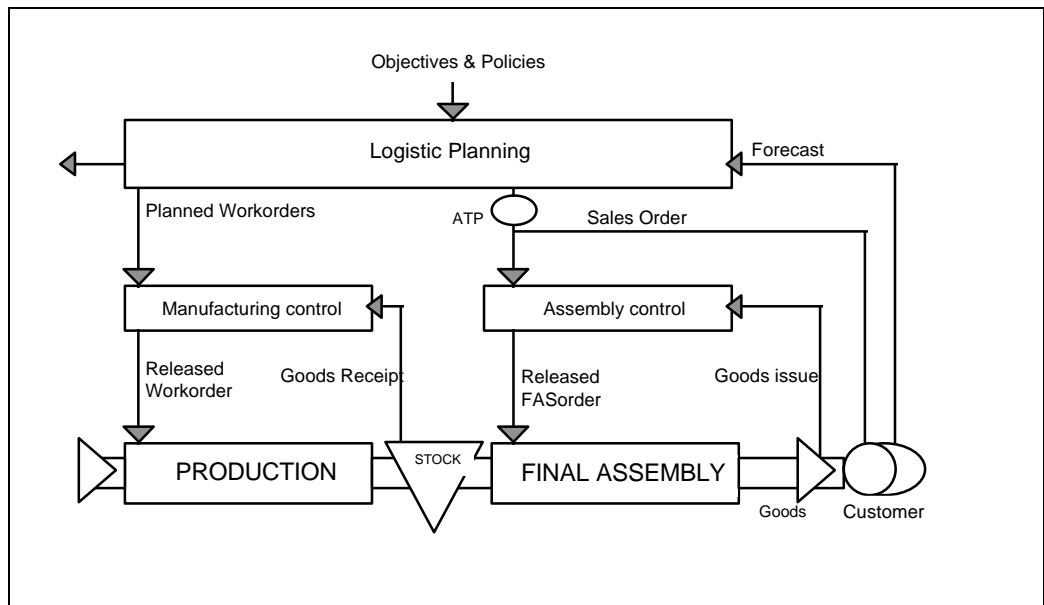 Objectives & Policies
Logistic Planning
Forecast
Planned Workorders
ATP
Sales Order
Manufacturing control
Assembly control
Released
Workorder
Goods Receipt
Released
FASorder
Goods issue
PRODUCTION
STOCK
FINAL ASSEMBLY
Goods
Customer